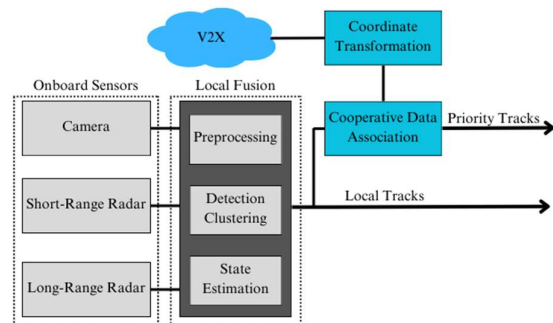 V2X
Coordinate
Transformation
Onboard Sensors
Local Fusion
Camera
Preprocessing
Cooperative Data
Association
Priority Tracks
Short-Range Radar
Detection
Clustering
Local Tracks
Long-Range Radar
State
Estimation